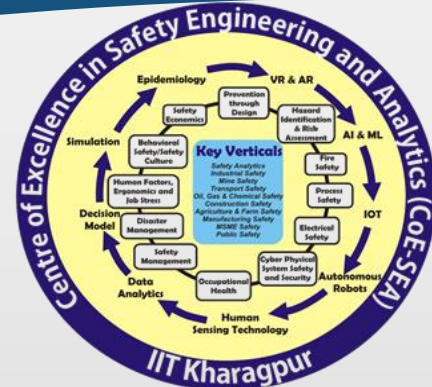 Centre of Excellence in Safety Engineering and Analytics (CoE-SEA)
IIT Kharagpur
Epidemiology
VR & AR
AI & ML
IOT
Autonomous
Robots
Human
Sensing Technology
Data
Analytics
Decision
Model
Simulation
Prevention
through
Design
Hazard
Identification
& Risk
Assessment
Fire
Safety
Process
Safety
Electrical
Safety
Cyber Physical
System Safety
and Security
Occupational
Health
Safety
Management
Disaster
Management
Human Factors,
Ergonomics and
Job Stress
Behavioral
Safety/Safety
Culture
Safety
Economics
Key Verticals
Safety Analytics
Industrial Safety
Mine Safety
Transport Safety
Oil, Gas & Chemical Safety
Construction Safety
Agriculture & Farm Safety
Manufacturing Safety
MSME Safety
Public Safety